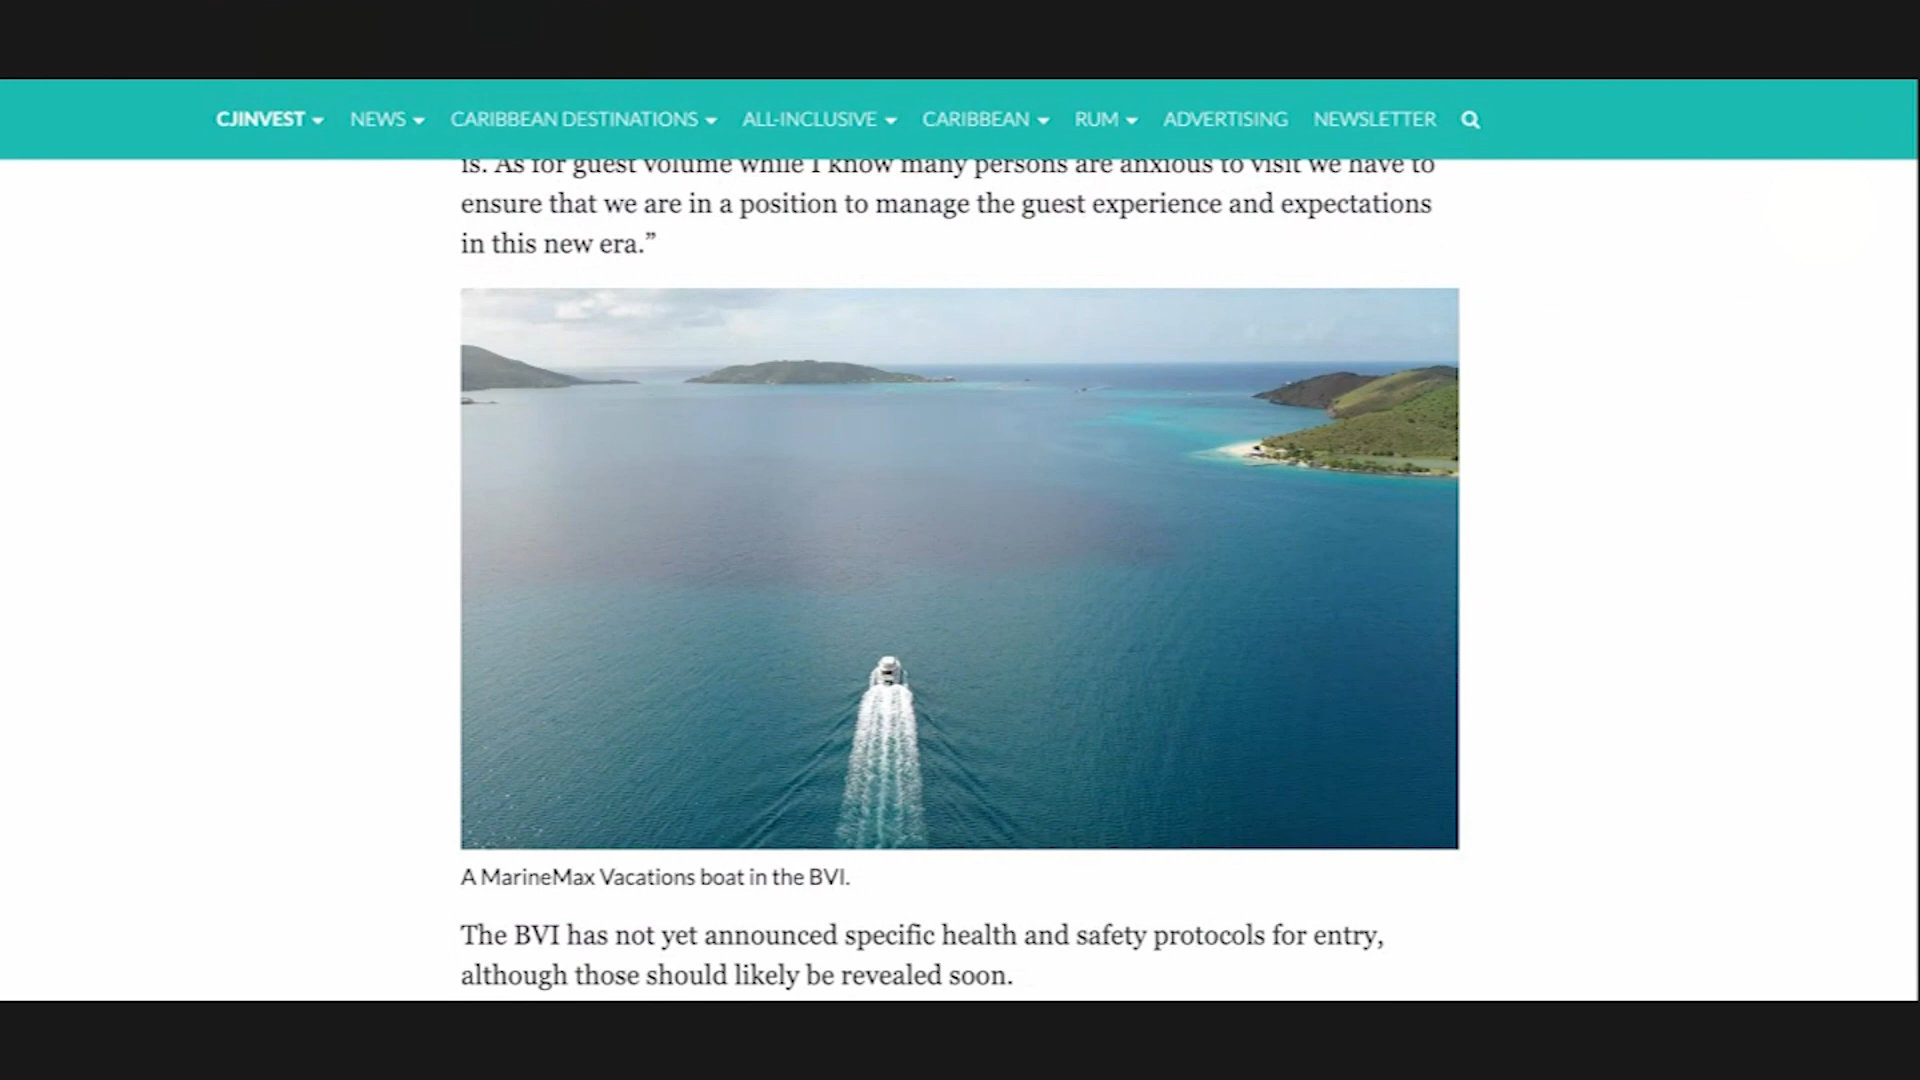 CJINVEST NEWS CARIBBEAN DESTINATIONS ALL-INCLUSIVE CARIBBEAN RUM ADVERTISING NEWSLETTER
is. As for guest volume while I know many persons are anxious to visit we have to
ensure that we are in a position to manage the guest experience and expectations
in this new era.”
A MarineMax Vacations boat in the BVI.
The BVI has not yet announced specific health and safety protocols for entry,
although those should likely be revealed soon.